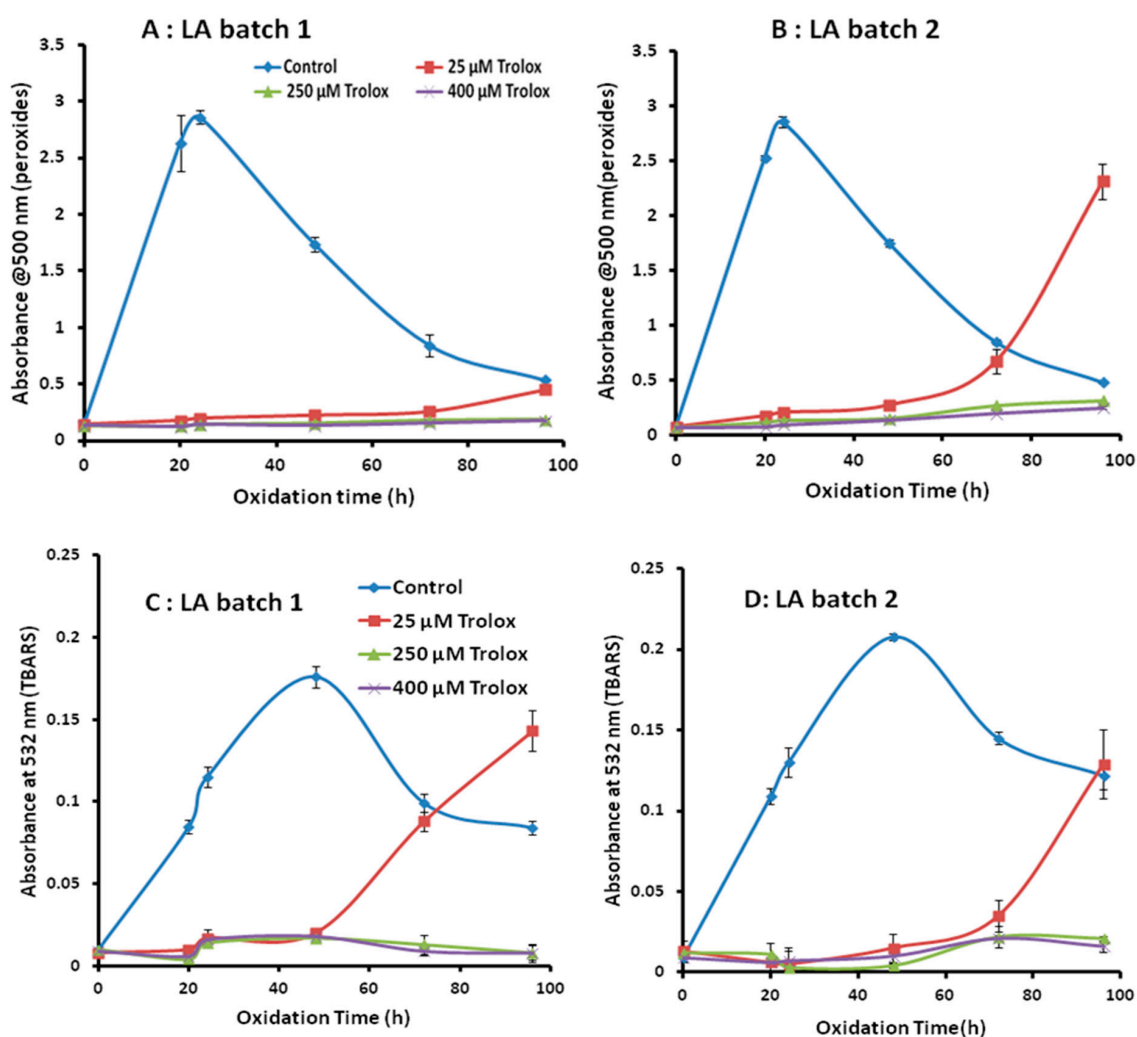 A : LA batch 1
Control
25 µM Trolox
250 µM Trolox
400 µM Trolox
3.5
3
2.5
2
1.5
1
0.5
0
0
20
40
60
80
100
Absorbance @500 nm (peroxides)
Oxidation time (h)
B : LA batch 2
3.5
3
2.5
2
1.5
1
0.5
0
0
20
40
60
80
100
Absorbance @500 nm(peroxides)
Oxidation Time (h)
C : LA batch 1
Control
25 µM Trolox
250 µM Trolox
400 µM Trolox
0.25
0.2
0.15
0.1
0.05
0
0
20
40
60
80
100
Absorbance at 532 nm (TBARS)
Oxidation Time (h)
D: LA batch 2
0.25
0.2
0.15
0.1
0.05
0
0
20
40
60
80
100
Absorbance at 532 nm (TBARS)
Oxidation Time(h)